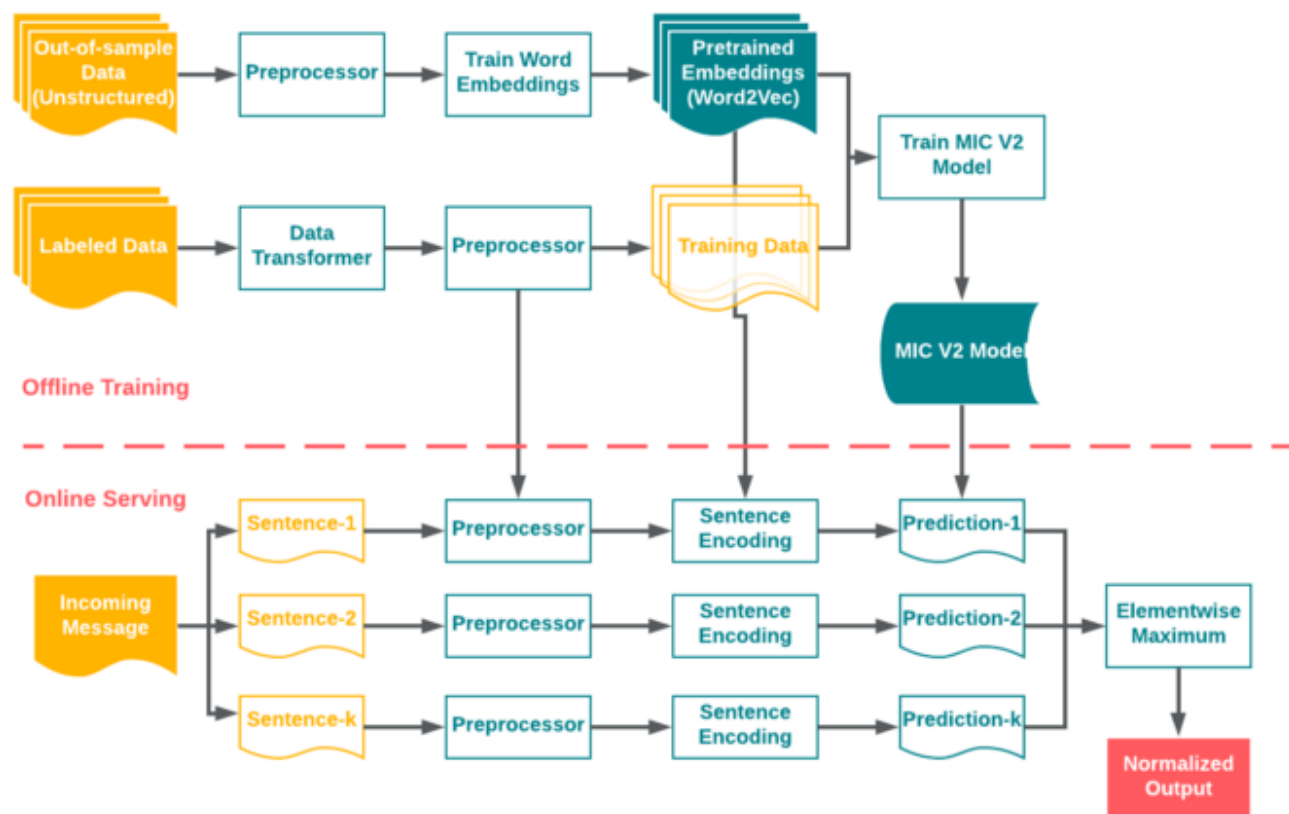 Out-of-sample
Data
(Unstructured)
Preprocessor
Train Word
Embeddings
Pretrained
Embeddings
(Word2Vec)
Train MIC V2
Model
Labeled Data
Data
Transformer
Preprocessor
Training Data
MIC V2 Model
Offline Training
Online Serving
Incoming
Message
Sentence-1
Preprocessor
Sentence
Encoding
Prediction-1
Sentence-2
Preprocessor
Sentence
Encoding
Prediction-2
Sentence-k
Preprocessor
Sentence
Encoding
Prediction-k
Elementwise
Maximum
Normalized
Output